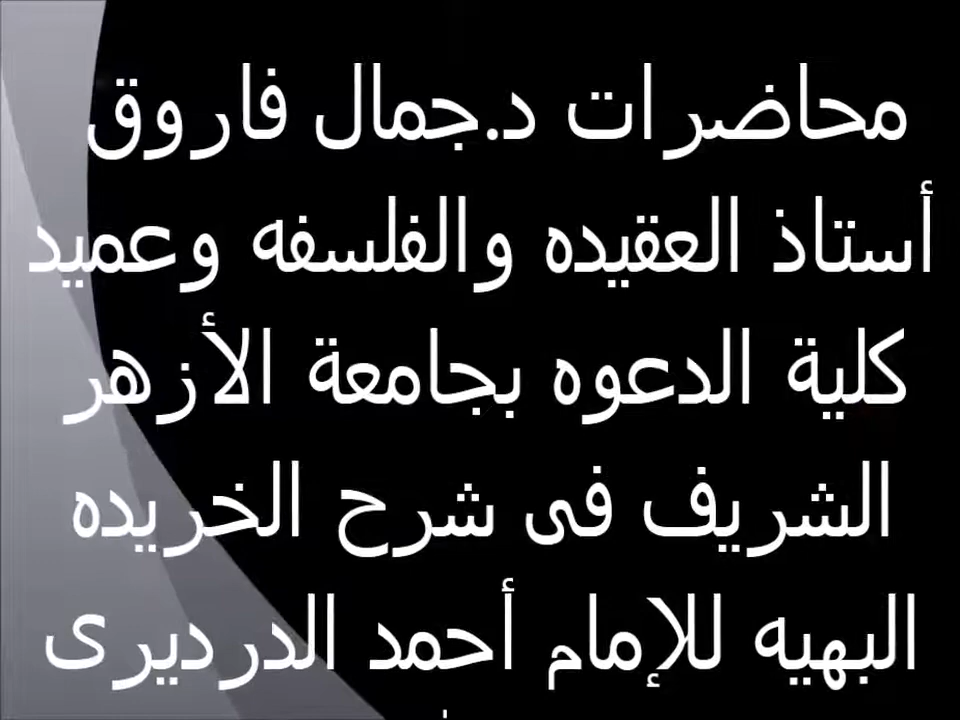 محاضرات د.جمال فاروق
أستاذ العقيده والفلسفه وعميد
كلية الدعوه بجامعة الأزهر
الشريف فى شرح الخريده
البهيه للإمام أحمد الدرديرى